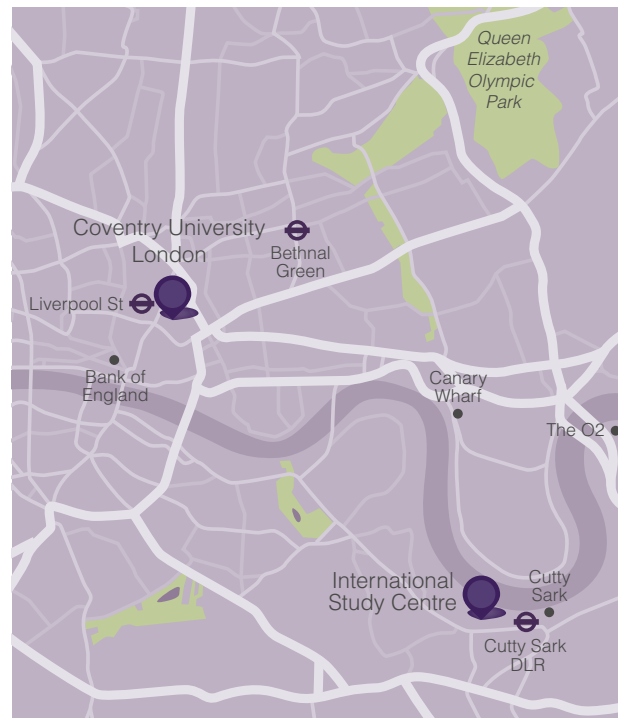 Queen
Elizabeth
Olympic
Park
Coventry University
London
Bethnal
Green
Liverpool St
Bank of
England
Canary
Wharf
The O2
International
Study Centre
Cutty
Sark
Cutty Sark
DLR